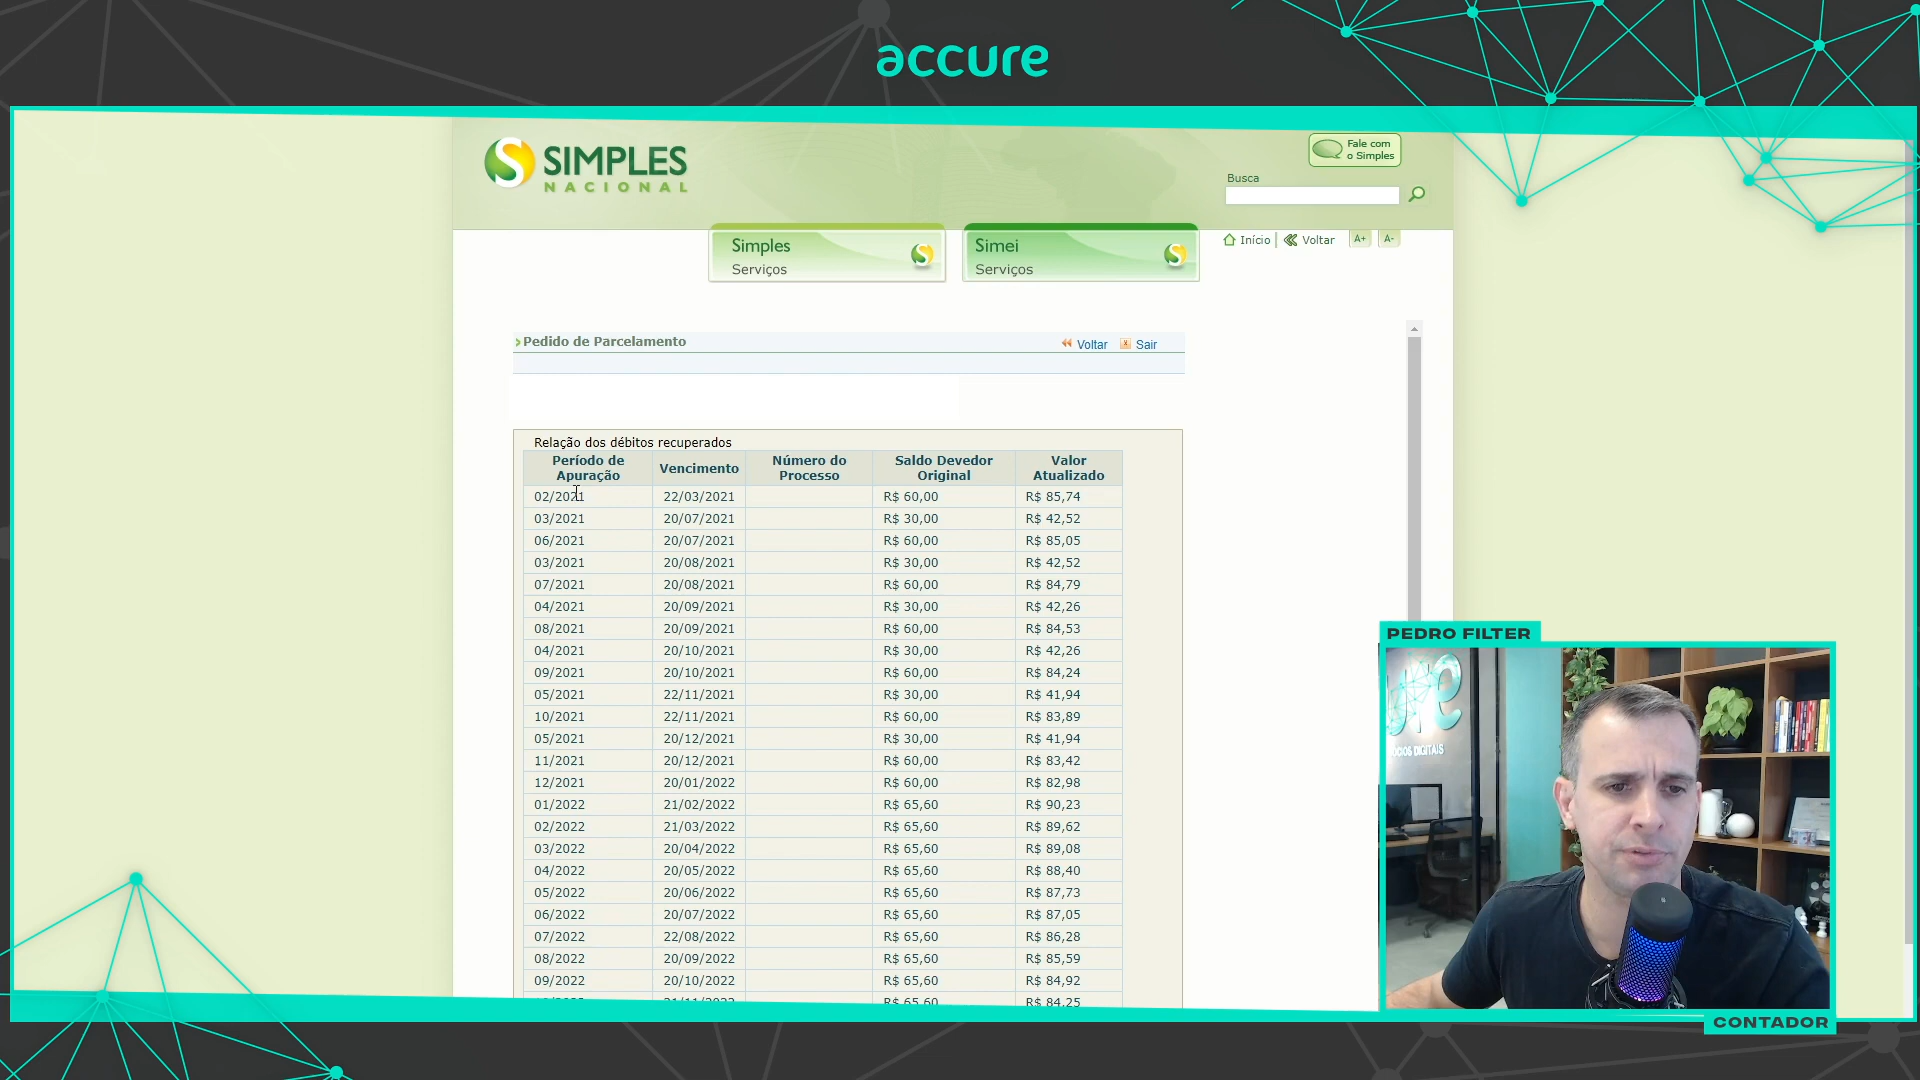 accure
SIMPLES
NACIONAL
Fale com
o Simples
Busca
Simples
Serviços
Simei
Serviços
Início | Voltar A+ A-
Pedido de Parcelamento
Voltar Sair
Relação dos débitos recuperados
Período de Apuração Vencimento Número do Processo Saldo Devedor Original Valor Atualizado
02/2021 22/03/2021 R$ 60,00 R$ 85,74
03/2021 20/07/2021 R$ 30,00 R$ 42,52
06/2021 20/07/2021 R$ 60,00 R$ 85,05
03/2021 20/08/2021 R$ 30,00 R$ 42,52
07/2021 20/08/2021 R$ 60,00 R$ 84,79
04/2021 20/09/2021 R$ 30,00 R$ 42,26
08/2021 20/09/2021 R$ 60,00 R$ 84,53
04/2021 20/10/2021 R$ 30,00 R$ 42,26
09/2021 20/10/2021 R$ 60,00 R$ 84,24
05/2021 22/11/2021 R$ 30,00 R$ 41,94
10/2021 22/11/2021 R$ 60,00 R$ 83,89
05/2021 20/12/2021 R$ 30,00 R$ 41,94
11/2021 20/12/2021 R$ 60,00 R$ 83,42
12/2021 20/01/2022 R$ 60,00 R$ 82,98
01/2022 21/02/2022 R$ 65,60 R$ 90,23
02/2022 21/03/2022 R$ 65,60 R$ 89,62
03/2022 20/04/2022 R$ 65,60 R$ 89,08
04/2022 20/05/2022 R$ 65,60 R$ 88,40
05/2022 20/06/2022 R$ 65,60 R$ 87,73
06/2022 20/07/2022 R$ 65,60 R$ 87,05
07/2022 22/08/2022 R$ 65,60 R$ 86,28
08/2022 20/09/2022 R$ 65,60 R$ 85,59
09/2022 20/10/2022 R$ 65,60 R$ 84,92
21/11/2022 R$ 65,60 R$ 84,25
PEDRO FILTER
DIGITAIS
CONTADOR